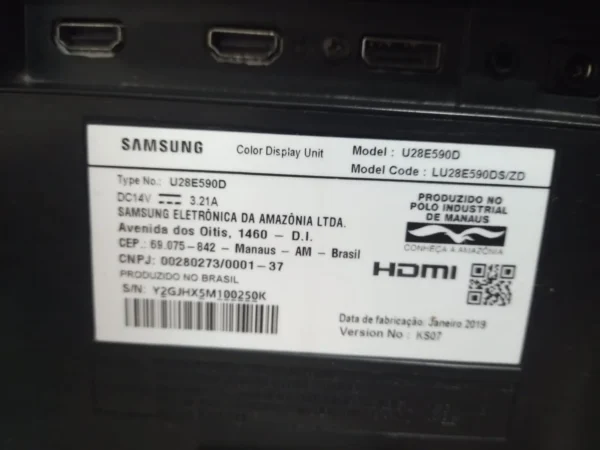 SAMSUNG Color Display Unit Model : U28E590D
Model Code : LU28E590DS/ZD
Type No.: U28E590D
DC14V 3.21A
SAMSUNG ELETRÔNICA DA AMAZÔNIA LTDA.
Avenida dos Oitis, 1460 - D.I.
CEP.: 69.075-842 - Manaus - AM - Brasil
CNPJ: 00280273/0001-37
PRODUZIDO NO BRASIL
S/N: Y2GJHX5M100250K
PRODUZIDO NO
POLO INDUSTRIAL
DE MANAUS
CONHEÇA A AMAZÔNIA
HDMI
Data de fabricação: Janeiro 2019
Version No : KS07